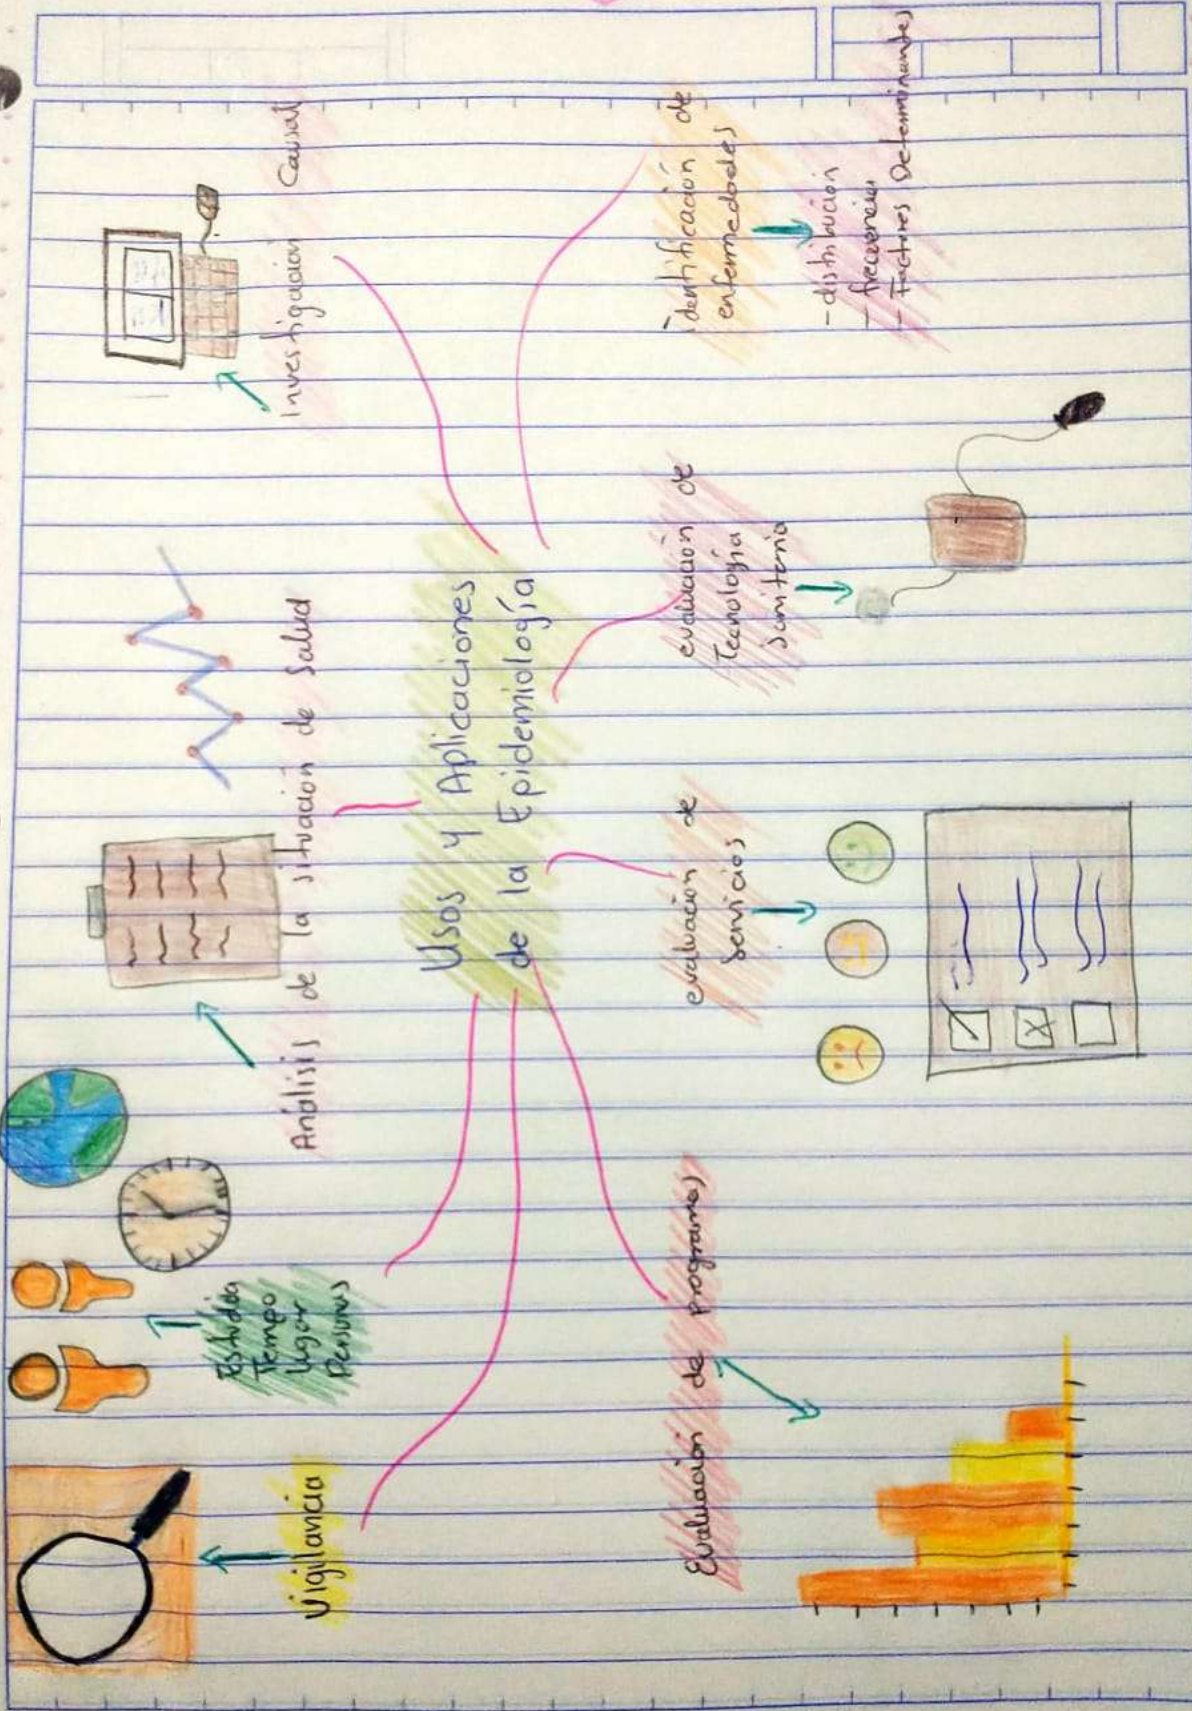 Usos y Aplicaciones
de la Epidemiología
Vigilancia
Estudia
Tiempo
lugar
Personas
Análisis de la situación de Salud
Investigación Causal
Evaluación de programas
evaluación de
Servicios
evaluación de
Tecnología
Sanitaria
identificación de
enfermedades
- distribución
- frecuencia
- Factores Determinantes